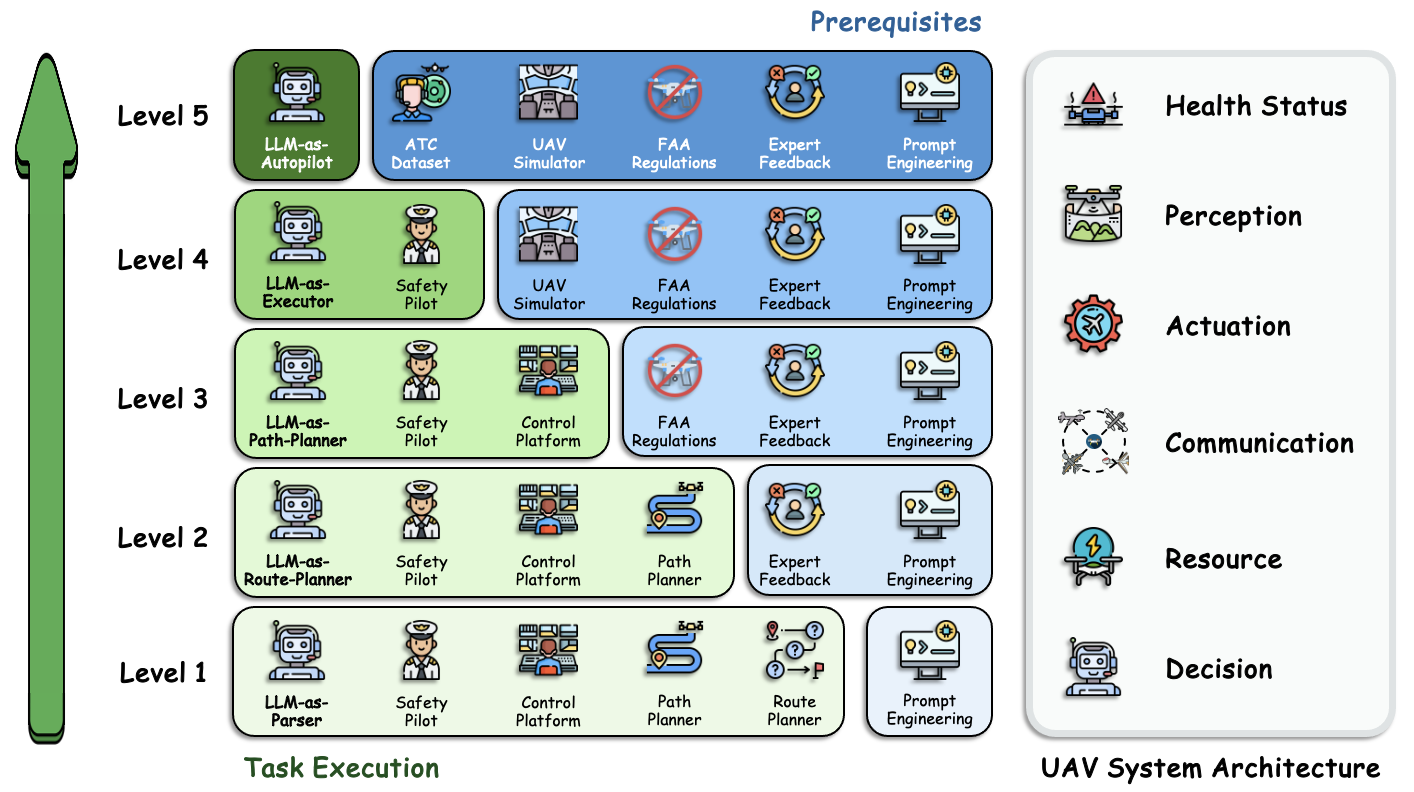 Prerequisites
Level 5
LLM-as-
Autopilot
ATC
Dataset
UAV
Simulator
FAA
Regulations
Expert
Feedback
Prompt
Engineering
Level 4
LLM-as-
Executor
Safety
Pilot
UAV
Simulator
FAA
Regulations
Expert
Feedback
Prompt
Engineering
Level 3
LLM-as-
Path-Planner
Safety
Pilot
Control
Platform
FAA
Regulations
Expert
Feedback
Prompt
Engineering
Level 2
LLM-as-
Route-Planner
Safety
Pilot
Control
Platform
Path
Planner
Expert
Feedback
Prompt
Engineering
Level 1
LLM-as-
Parser
Safety
Pilot
Control
Platform
Path
Planner
Route
Planner
Prompt
Engineering
Task Execution
Health Status
Perception
Actuation
Communication
Resource
Decision
UAV System Architecture